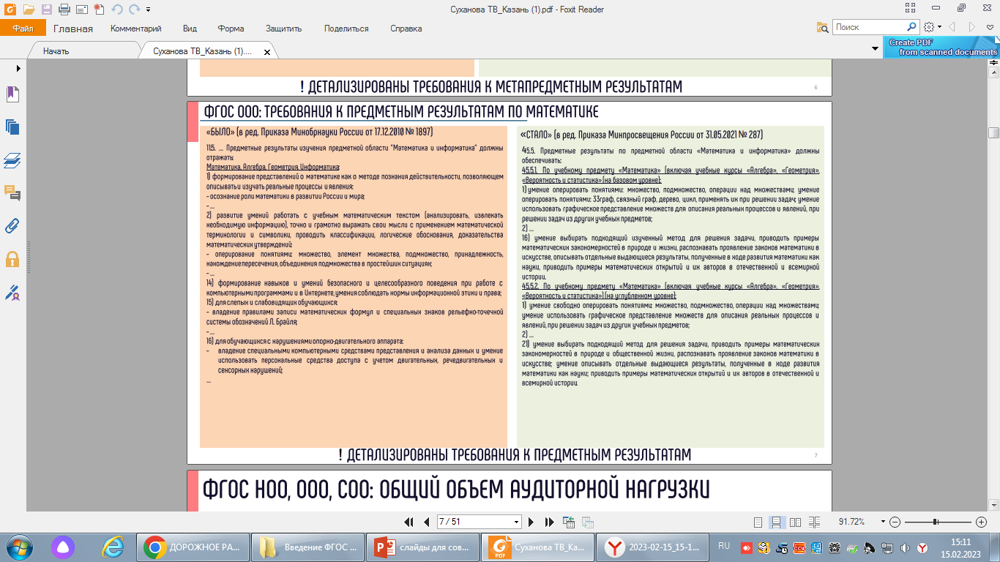 Суханова ТВ_Казань (1).pdf - Foxit Reader
Файл Главная Комментарий Вид Форма Защитить Поделиться Справка
Поиск
Начать Суханова ТВ_Казань (1)....
Create PDF
from scanned documents
! ДЕТАЛИЗИРОВАНЫ ТРЕБОВАНИЯ К МЕТАПРЕДМЕТНЫМ РЕЗУЛЬТАТАМ
6
ФГОС ООО: ТРЕБОВАНИЯ К ПРЕДМЕТНЫМ РЕЗУЛЬТАТАМ ПО МАТЕМАТИКЕ
«БЫЛО» (в ред. Приказа Минобрнауки России от 17.12.2010 № 1897)
11.5. ... Предметные результаты изучения предметной области "Математика и информатика" должны
отражать:
Математика. Алгебра. Геометрия. Информатика:
1) формирование представлений о математике как о методе познания действительности, позволяющем
описывать и изучать реальные процессы и явления:
- осознание роли математики в развитии России и мира;
- ...
2) развитие умений работать с учебным математическим текстом (анализировать, извлекать
необходимую информацию), точно и грамотно выражать свои мысли с применением математической
терминологии и символики, проводить классификации, логические обоснования, доказательства
математических утверждений:
- оперирование понятиями: множество, элемент множества, подмножество, принадлежность,
нахождение пересечения, объединения подмножества в простейших ситуациях;
- ...
14) формирование навыков и умений безопасного и целесообразного поведения при работе с
компьютерными программами и в Интернете, умения соблюдать нормы информационной этики и права;
15) для слепых и слабовидящих обучающихся:
- владение правилами записи математических формул и специальных знаков рельефно-точечной
системы обозначений Л. Брайля;
- ...
16) для обучающихся с нарушениями опорно-двигательного аппарата:
- владение специальными компьютерными средствами представления и анализа данных и умение
использовать персональные средства доступа с учетом двигательных, речедвигательных и
сенсорных нарушений;
...
«СТАЛО» (в ред. Приказа Минпросвещения России от 31.05.2021 № 287)
45.5. Предметные результаты по предметной области «Математика и информатика» должны
обеспечивать:
45.5.1. По учебному предмету «Математика» (включая учебные курсы «Алгебра», «Геометрия»,
«Вероятность и статистика») (на базовом уровне):
1) умение оперировать понятиями: множество, подмножество, операции над множествами; умение
оперировать понятиями: 33граф, связный граф, дерево, цикл, применять их при решении задач; умение
использовать графическое представление множеств для описания реальных процессов и явлений, при
решении задач из других учебных предметов;
2) ...
16) умение выбирать подходящий изученный метод для решения задачи, приводить примеры
математических закономерностей в природе и жизни, распознавать проявление законов математики в
искусстве, описывать отдельные выдающиеся результаты, полученные в ходе развития математики как
науки, приводить примеры математических открытий и их авторов в отечественной и всемирной
истории.
45.5.2. По учебному предмету «Математика» (включая учебные курсы «Алгебра», «Геометрия»,
«Вероятность и статистика») (на углубленном уровне):
1) умение свободно оперировать понятиями: множество, подмножество, операции над множествами;
умение использовать графическое представление множеств для описания реальных процессов и
явлений, при решении задач из других учебных предметов;
2) ...
21) умение выбирать подходящий метод для решения задачи, приводить примеры математических
закономерностей в природе и общественной жизни, распознавать проявление законов математики в
искусстве; умение описывать отдельные выдающиеся результаты, полученные в ходе развития
математики как науки; приводить примеры математических открытий и их авторов в отечественной и
всемирной истории.
! ДЕТАЛИЗИРОВАНЫ ТРЕБОВАНИЯ К ПРЕДМЕТНЫМ РЕЗУЛЬТАТАМ
7
ФГОС НОО, ООО, СОО: ОБЩИЙ ОБЪЕМ АУДИТОРНОЙ НАГРУЗКИ
7 / 51
91.72%
ДОРОЖНОЕ РА... Введение ФГОС ... слайды для сов... Суханова ТВ_Ка... 2023-02-15_15-1...
RU
15:11
15.02.2023